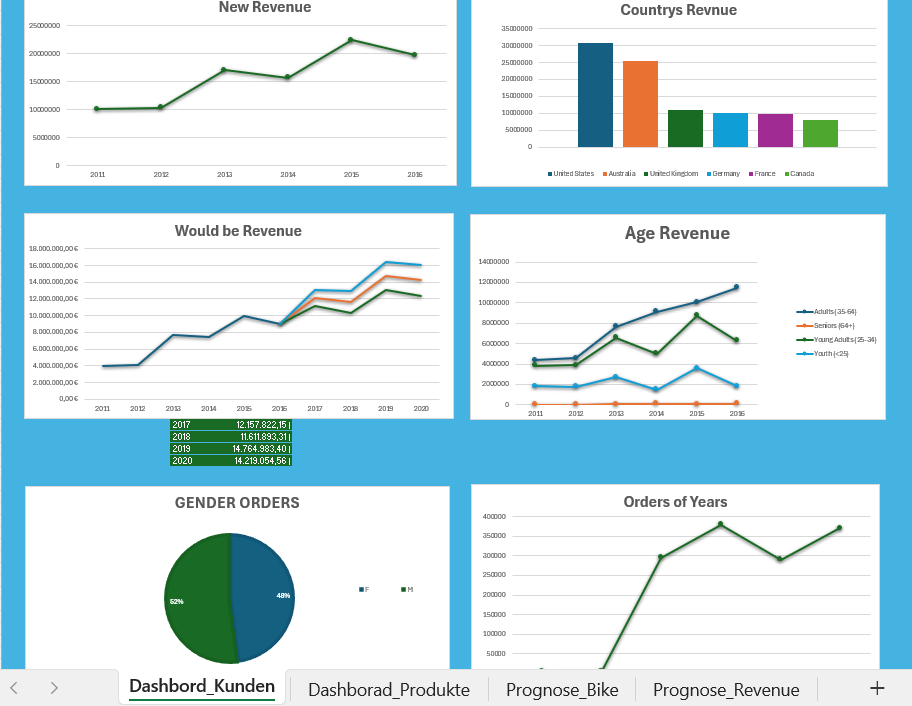 New Revenue
25000000
20000000
15000000
10000000
5000000
0
2011 2012 2013 2014 2015 2016
Countrys Revnue
35000000
30000000
25000000
20000000
15000000
10000000
5000000
0
United States Australia United Kingdom Germany France Canada
Would be Revenue
18.000.000,00 €
16.000.000,00 €
14.000.000,00 €
12.000.000,00 €
10.000.000,00 €
8.000.000,00 €
6.000.000,00 €
4.000.000,00 €
2.000.000,00 €
0,00 €
2011 2012 2013 2014 2015 2016 2017 2018 2019 2020
2017 12.157.822,15
2018 11.611.893,31
2019 14.764.983,40
2020 14.219.054,56
Age Revenue
14000000
12000000
10000000
8000000
6000000
4000000
2000000
0
2011 2012 2013 2014 2015 2016
Adults (35-64)
Seniors (64+)
Young Adults (25-34)
Youth (<25)
GENDER ORDERS
52%
48%
F M
Orders of Years
400000
350000
300000
250000
200000
150000
100000
50000
Dashbord_Kunden Dashborad_Produkte Prognose_Bike Prognose_Revenue